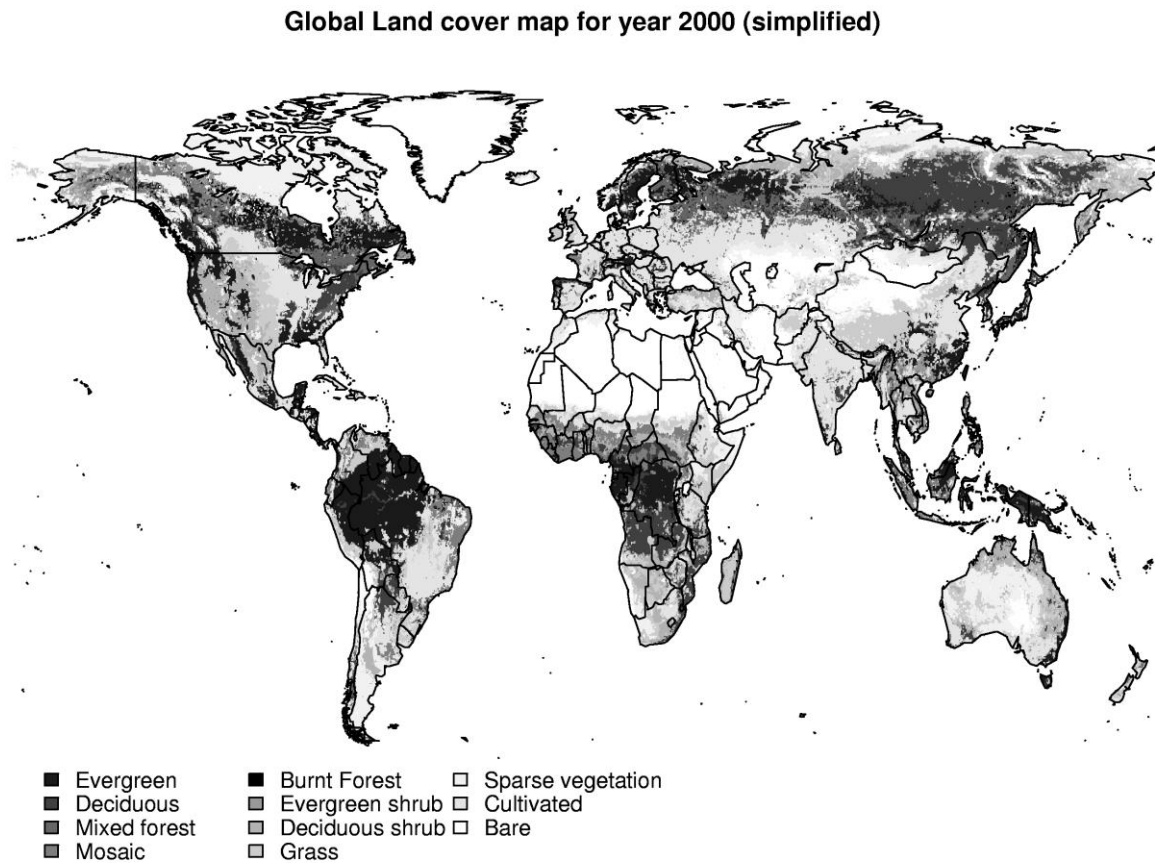 Global Land cover map for year 2000 (simplified)
Evergreen
Deciduous
Mixed forest
Mosaic
Burnt Forest
Evergreen shrub
Deciduous shrub
Grass
Sparse vegetation
Cultivated
Bare